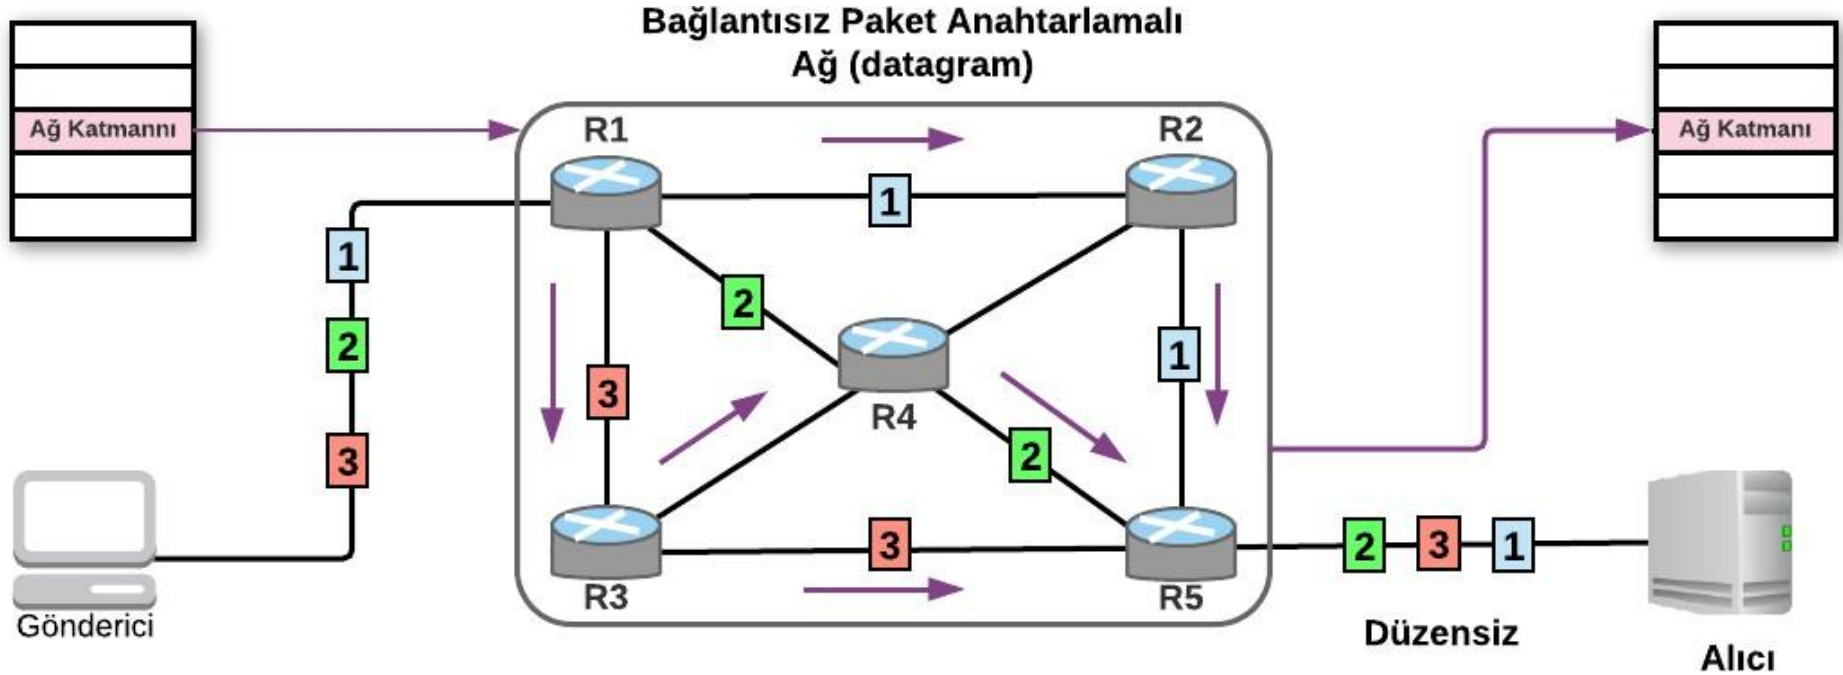 Bağlantısız Paket Anahtarlamalı
Ağ (datagram)
Ağ Katmannı
Ağ Katmanı
R1
R2
1
1
2
2
1
3
R4
3
2
3
R3
R5
2
3
1
Gönderici
Düzensiz
Alıcı